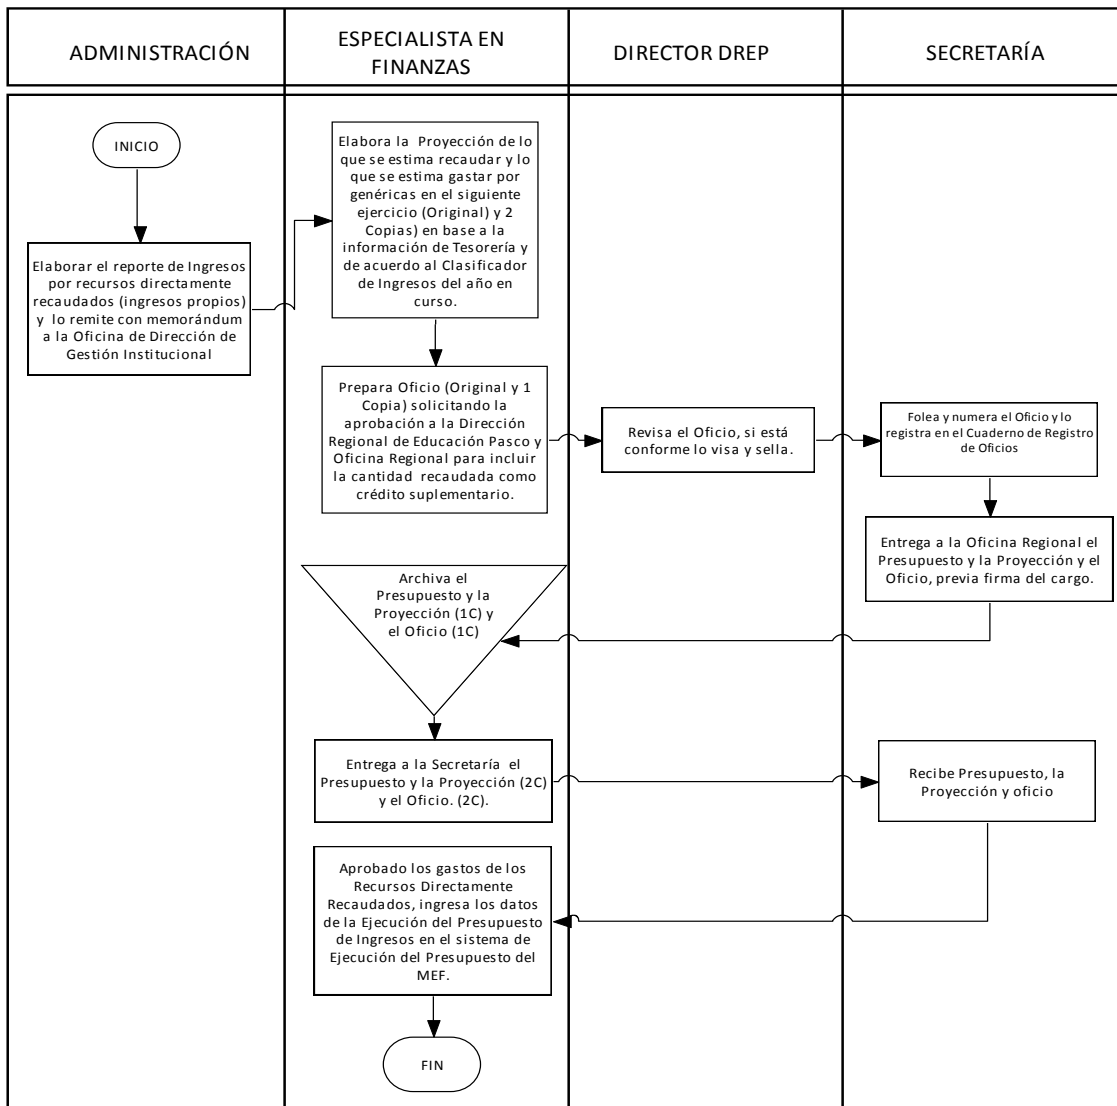 ADMINISTRACIÓN
ESPECIALISTA EN
FINANZAS
DIRECTOR DREP
SECRETARÍA
INICIO
Elaborar el reporte de Ingresos
por recursos directamente
recaudados (ingresos propios)
y lo remite con memorándum
a la Oficina de Dirección de
Gestión Institucional
Elabora la Proyección de lo
que se estima recaudar y lo
que se estima gastar por
genéricas en el siguiente
ejercicio (Original) y 2
Copias) en base a la
información de Tesorería y
de acuerdo al Clasificador
de Ingresos del año en
curso.
Prepara Oficio (Original y 1
Copia) solicitando la
aprobación a la Dirección
Regional de Educación Pasco y
Oficina Regional para incluir
la cantidad recaudada como
crédito suplementario.
Revisa el Oficio, si está
conforme lo visa y sella.
Folea y numera el Oficio y lo
registra en el Cuaderno de Registro
de Oficios
Entrega a la Oficina Regional el
Presupuesto y la Proyección y el
Oficio, previa firma del cargo.
Archiva el
Presupuesto y la
Proyección (1C) y
el Oficio (1C)
Entrega a la Secretaría el
Presupuesto y la Proyección (2C)
y el Oficio. (2C).
Recibe Presupuesto, la
Proyección y oficio
Aprobado los gastos de los
Recursos Directamente
Recaudados, ingresa los datos
de la Ejecución del Presupuesto
de Ingresos en el sistema de
Ejecución del Presupuesto del
MEF.
FIN